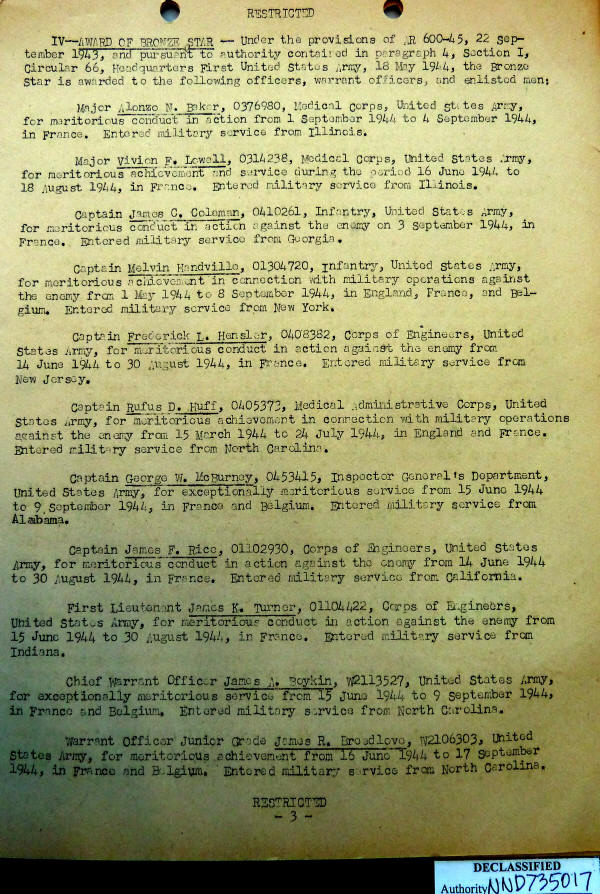 RESTRICTED
IV--AWARD OF BRONZE STAR -- Under the provisions of AR 600-45, 22 Sep-
tember 1943, and pursuant to authority contained in paragraph 4, Section I,
Circular 66, Headquarters First United States Army, 18 May 1944, the Bronze
Star is awarded to the following officers, warrant officers, and enlisted men:
Major Alonzo N. Baker, 0376980, Medical Corps, United States Army,
for meritorious conduct in action from 1 September 1944 to 4 September 1944,
in France. Entered military service from Illinois.
Major Vivion F. Lowell, 0314238, Medical Corps, United States Army,
for meritorious achievement and service during the period 16 June 1944 to
18 August 1944, in France. Entered military service from Illinois.
Captain James C. Coleman, 0410261, Infantry, United States Army,
for meritorious conduct in action against the enemy on 3 September 1944, in
France. Entered military service from Georgia.
Captain Melvin Handville, 01304720, Infantry, United States Army,
for meritorious achievement in connection with military operations against
the enemy from 1 May 1944 to 8 September 1944, in England, France, and Bel-
gium. Entered military service from New York.
Captain Frederick L. Hensler, 0408382, Corps of Engineers, United
States Army, for meritorious conduct in action against the enemy from
14 June 1944 to 30 August 1944, in France. Entered military service from
New Jersey.
Captain Rufus D. Huff, 0405373, Medical Administrative Corps, United
States Army, for meritorious achievement in connection with military operations
against the enemy from 15 March 1944 to 24 July 1944, in England and France.
Entered military service from North Carolina.
Captain George W. McBurney, 0453415, Inspector General's Department,
United States Army, for exceptionally meritorious service from 15 June 1944
to 9 September 1944, in France and Belgium. Entered military service from
Alabama.
Captain James F. Rice, 01102930, Corps of Engineers, United States
Army, for meritorious conduct in action against the enemy from 14 June 1944
to 30 August 1944, in France. Entered military service from California.
First Lieutenant James K. Turner, 01104422, Corps of Engineers,
United States Army, for meritorious conduct in action against the enemy from
15 June 1944 to 30 August 1944, in France. Entered military service from
Indiana.
Chief Warrant Officer James A. Boykin, W2113527, United States Army,
for exceptionally meritorious service from 15 June 1944 to 9 September 1944,
in France and Belgium. Entered military service from North Carolina.
Warrant Officer Junior Grade James R. Breedlove, W2106303, United
States Army, for meritorious achievement from 16 June 1944 to 17 September
1944, in France and Belgium. Entered military service from North Carolina.
RESTRICTED
- 3 -
DECLASSIFIED
Authority NND735017